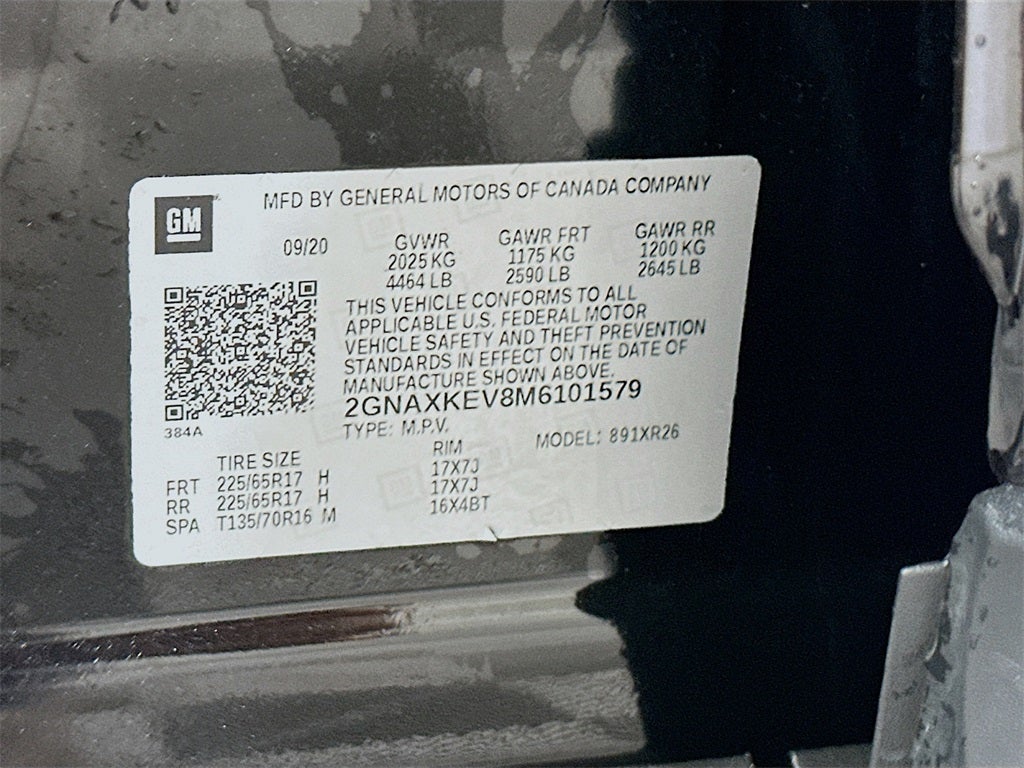 GM
MFD BY GENERAL MOTORS OF CANADA COMPANY
09/20 GVWR GAWR FRT GAWR RR
2025 KG 1175 KG 1200 KG
4464 LB 2590 LB 2645 LB
THIS VEHICLE CONFORMS TO ALL
APPLICABLE U.S. FEDERAL MOTOR
VEHICLE SAFETY AND THEFT PREVENTION
STANDARDS IN EFFECT ON THE DATE OF
MANUFACTURE SHOWN ABOVE.
2GNAXKEV8M6101579
384A
TYPE: M.P.V. MODEL: 891XR26
TIRE SIZE RIM
FRT 225/65R17 H 17X7J
RR 225/65R17 H 17X7J
SPA T135/70R16 M 16X4BT